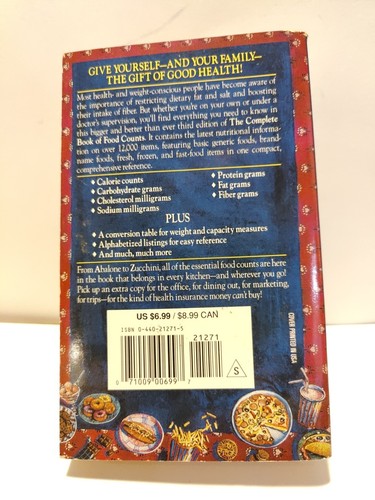 GIVE YOURSELF—AND YOUR FAMILY—
THE GIFT OF GOOD HEALTH!
Most health- and weight-conscious people have become aware of
the importance of restricting dietary fat and salt and boosting
their intake of fiber. But whether you're on your own or under a
doctor's supervision, you'll find everything you need to know in
this bigger and better than ever third edition of The Complete
Book of Food Counts. It contains the latest nutritional informa-
tion on over 12,000 items, featuring basic generic foods, brand-
name foods, fresh, frozen, and fast-food items in one compact,
comprehensive reference.
♦ Calorie counts
♦ Carbohydrate grams
♦ Cholesterol milligrams
♦ Sodium milligrams
♦ Protein grams
♦ Fat grams
♦ Fiber grams
PLUS
♦ A conversion table for weight and capacity measures
♦ Alphabetized listings for easy reference
♦ And much, much more
From Abalone to Zucchini, all of the essential food counts are here
in the book that belongs in every kitchen—and wherever you go!
Pick up an extra copy for the office, for dining out, for marketing,
for trips—for the kind of health insurance money can't buy!
US $6.99 / $8.99 CAN
ISBN 0-440-21271-5
21271
0 71009 00699 7
S
COVER PRINTED IN USA